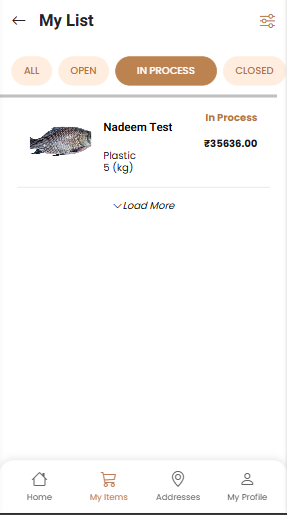 My List
ALL OPEN IN PROCESS CLOSED
In Process
Nadeem Test
₹35636.00
Plastic
5 (kg)
Load More
Home My Items Addresses My Profile